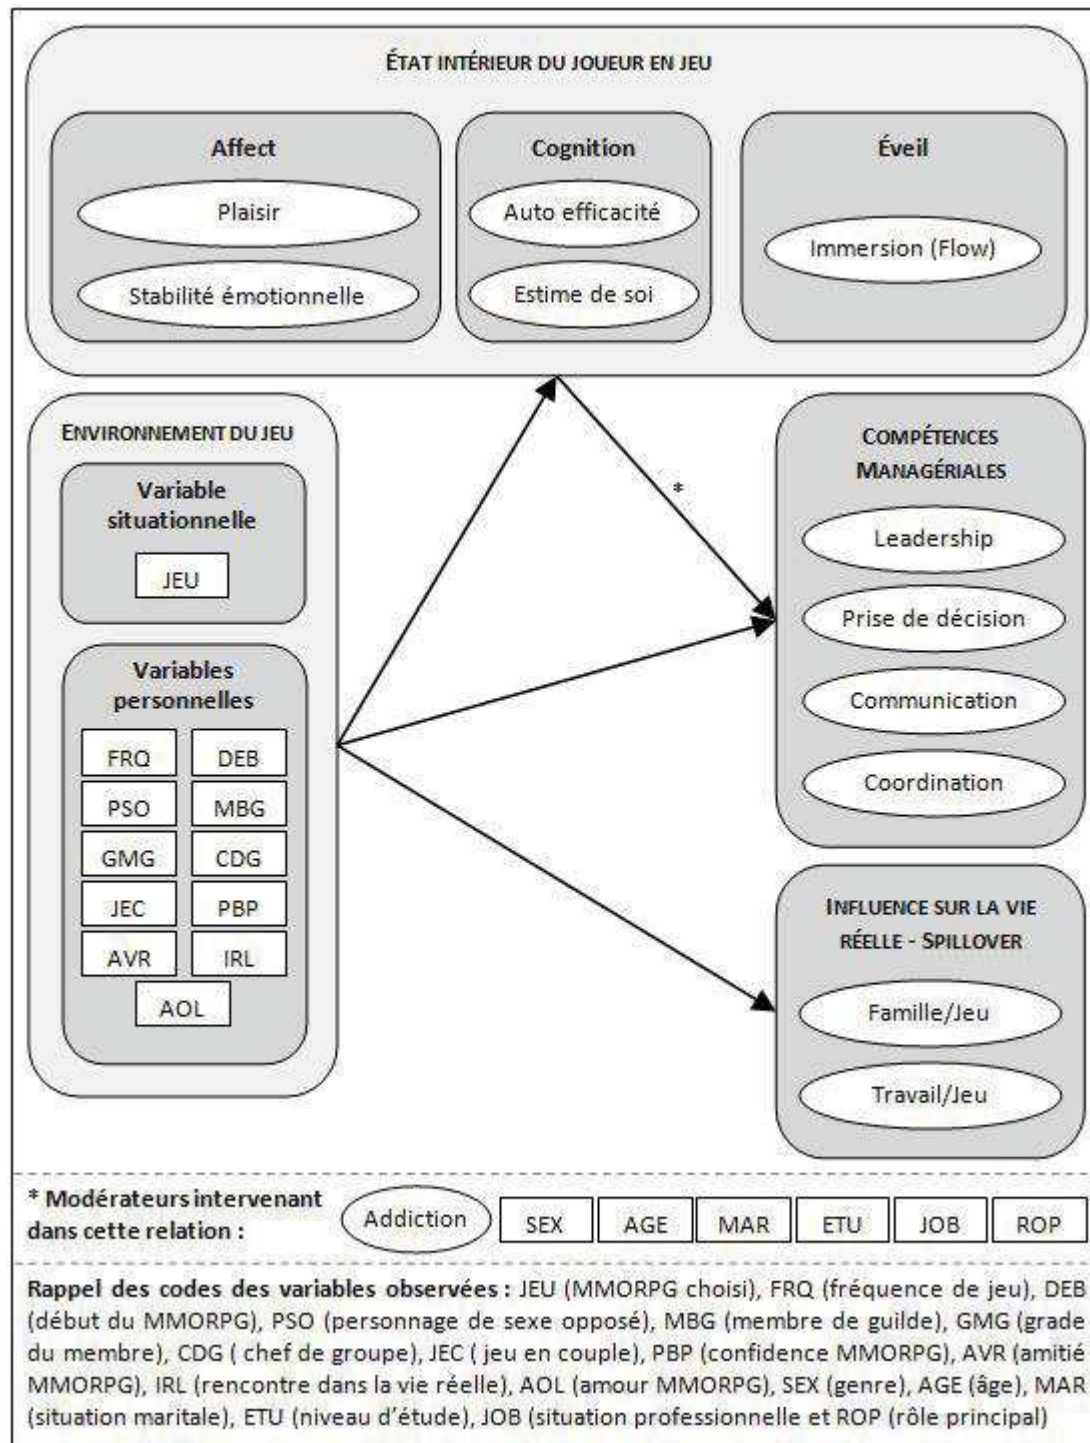 ÉTAT INTÉRIEUR DU JOUEUR EN JEU
Affect
Plaisir
Stabilité émotionnelle
Cognition
Auto efficacité
Estime de soi
Éveil
Immersion (Flow)
ENVIRONNEMENT DU JEU
Variable
situationnelle
JEU
Variables
personnelles
FRQ DEB
PSO MBG
GMG CDG
JEC PBP
AVR IRL
AOL
*
COMPÉTENCES
MANAGÉRIALES
Leadership
Prise de décision
Communication
Coordination
INFLUENCE SUR LA VIE
RÉELLE - SPILLOVER
Famille/Jeu
Travail/Jeu
* Modérateurs intervenant
dans cette relation :
Addiction SEX AGE MAR ETU JOB ROP
Rappel des codes des variables observées : JEU (MMORPG choisi), FRQ (fréquence de jeu), DEB
(début du MMORPG), PSO (personnage de sexe opposé), MBG (membre de guilde), GMG (grade
du membre), CDG ( chef de groupe), JEC ( jeu en couple), PBP (confidence MMORPG), AVR (amitié
MMORPG), IRL (rencontre dans la vie réelle), AOL (amour MMORPG), SEX (genre), AGE (âge), MAR
(situation maritale), ETU (niveau d'étude), JOB (situation professionnelle et ROP (rôle principal)